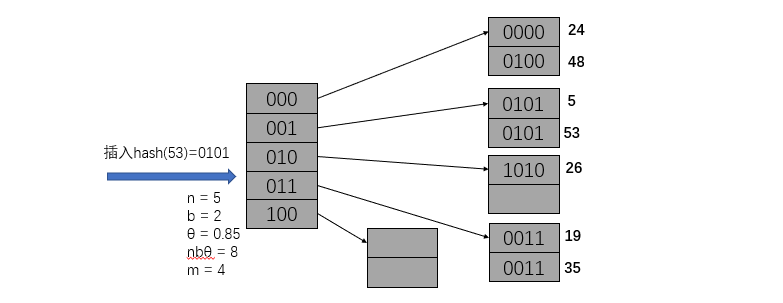 0000 24
0100 48
000
001
010
011
100
0101 5
0101 53
插入hash(53)=0101
1010 26
n = 5
b = 2
θ = 0.85
nbθ = 8
m = 4
0011 19
0011 35